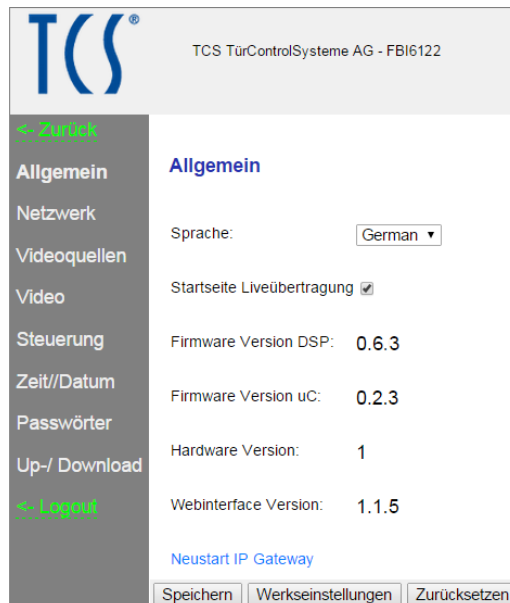 TCS®
TCS TürControlSysteme AG - FBI6122
<- Zurück
Allgemein
Netzwerk
Videoquellen
Video
Steuerung
Zeit//Datum
Passwörter
Up-/ Download
<- Logout
Allgemein
Sprache: German
Startseite Liveübertragung
Firmware Version DSP: 0.6.3
Firmware Version uC: 0.2.3
Hardware Version: 1
Webinterface Version: 1.1.5
Neustart IP Gateway
Speichern Werkseinstellungen Zurücksetzen